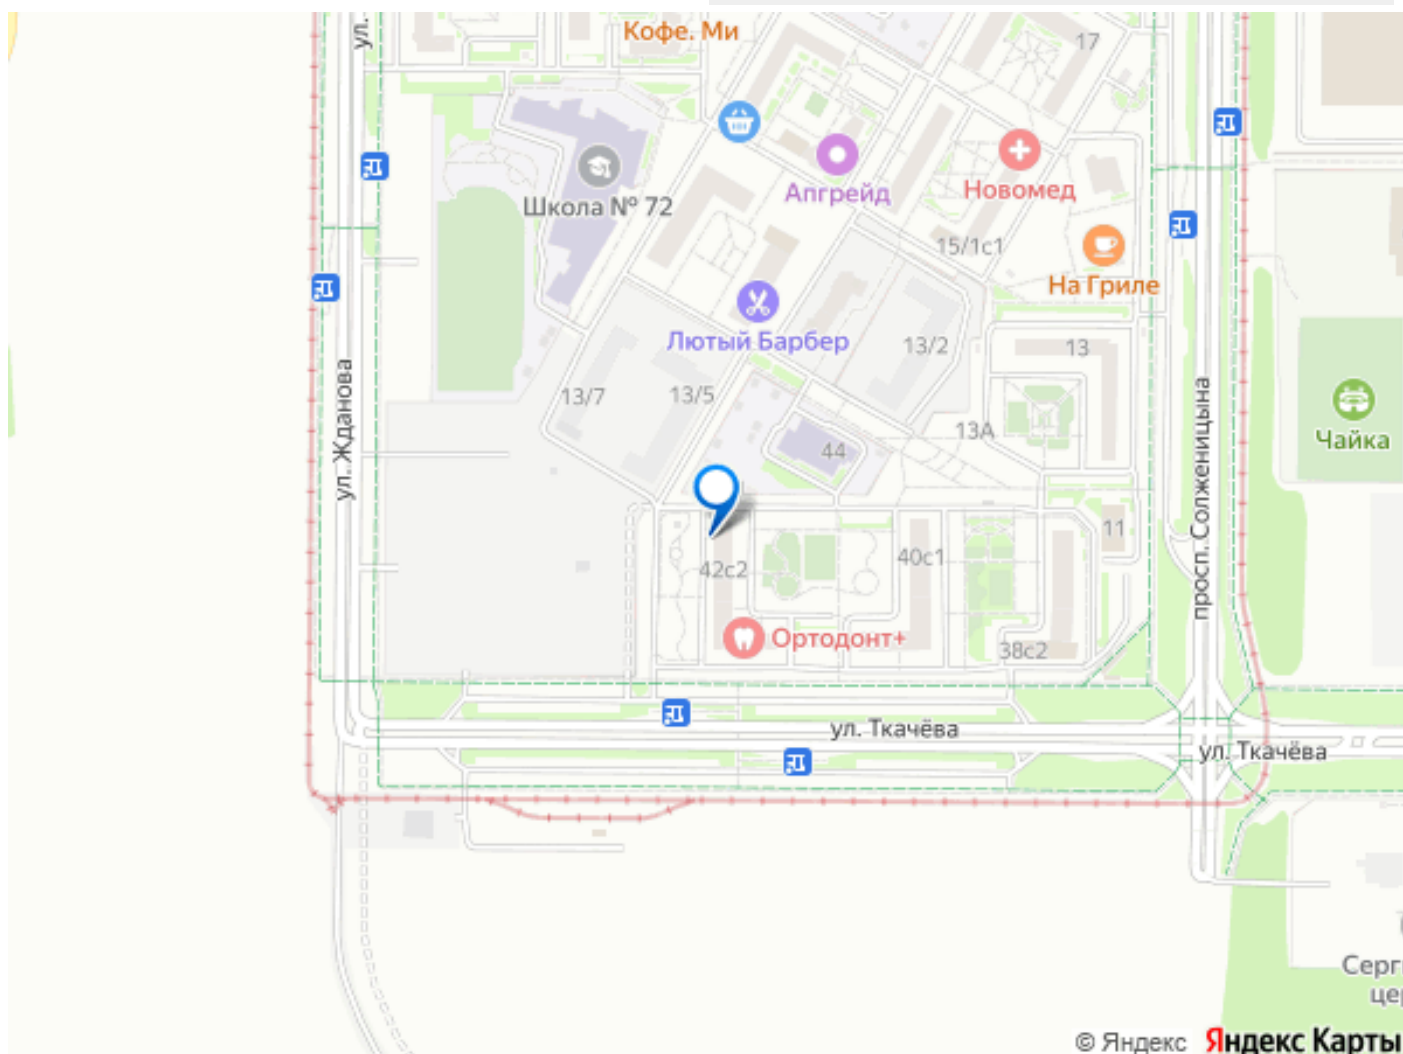 ул.
Кофе. Ми
17
Школа № 72
Апгрейд
Новомед
15/1с1
На Гриле
Лютый Барбер
13/2
13
13/7
13/5
ул. Жданова
13А
44
Чайка
просп. Солженицына
11
42с2
40с1
Ортодонт+
38с2
ул. Ткачёва
ул. Ткачёва
Серг
цер
© Яндекс Яндекс Карты